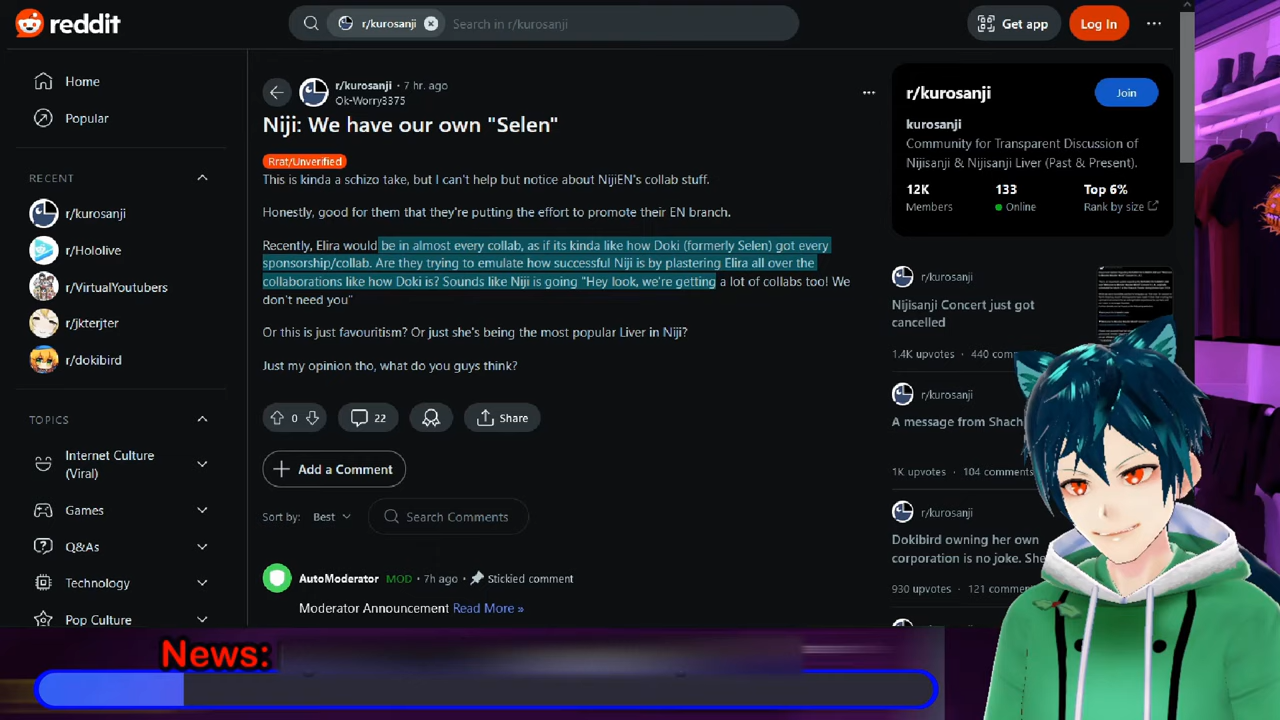 reddit
r/kurosanji
Search in r/kurosanji
Get app
Log In
Home
Popular
RECENT
r/kurosanji
r/Hololive
r/VirtualYoutubers
r/jkterjter
r/dokibird
TOPICS
Internet Culture
(Viral)
Games
Q&As
Technology
Pop Culture
r/kurosanji • 7 hr. ago
Ok-Worry3375
Niji: We have our own "Selen"
Rrat/Unverified
This is kinda a schizo take, but I can't help but notice about NijiEN's collab stuff.
Honestly, good for them that they're putting the effort to promote their EN branch.
Recently, Elira would be in almost every collab, as if its kinda like how Doki (formerly Selen) got every
sponsorship/collab. Are they trying to emulate how successful Niji is by plastering Elira all over the
collaborations like how Doki is? Sounds like Niji is going "Hey look, we're getting a lot of collabs too! We
don't need you"
Or this is just favouritism or just she's being the most popular Liver in Niji?
Just my opinion tho, what do you guys think?
0
22
Share
Add a Comment
Sort by: Best
Search Comments
AutoModerator MOD • 7h ago • Stickied comment
Moderator Announcement Read More »
r/kurosanji
Join
kurosanji
Community for Transparent Discussion of
Nijisanji & Nijisanji Liver (Past & Present).
12K 133 Top 6%
Members Online Rank by size
r/kurosanji
Nijisanji Concert just got
cancelled
1.4K upvotes • 440 com
r/kurosanji
A message from Shach
1K upvotes • 104 comments
r/kurosanji
Dokibird owning her own
corporation is no joke. She
930 upvotes • 121 comm
r/kurosanji
News: